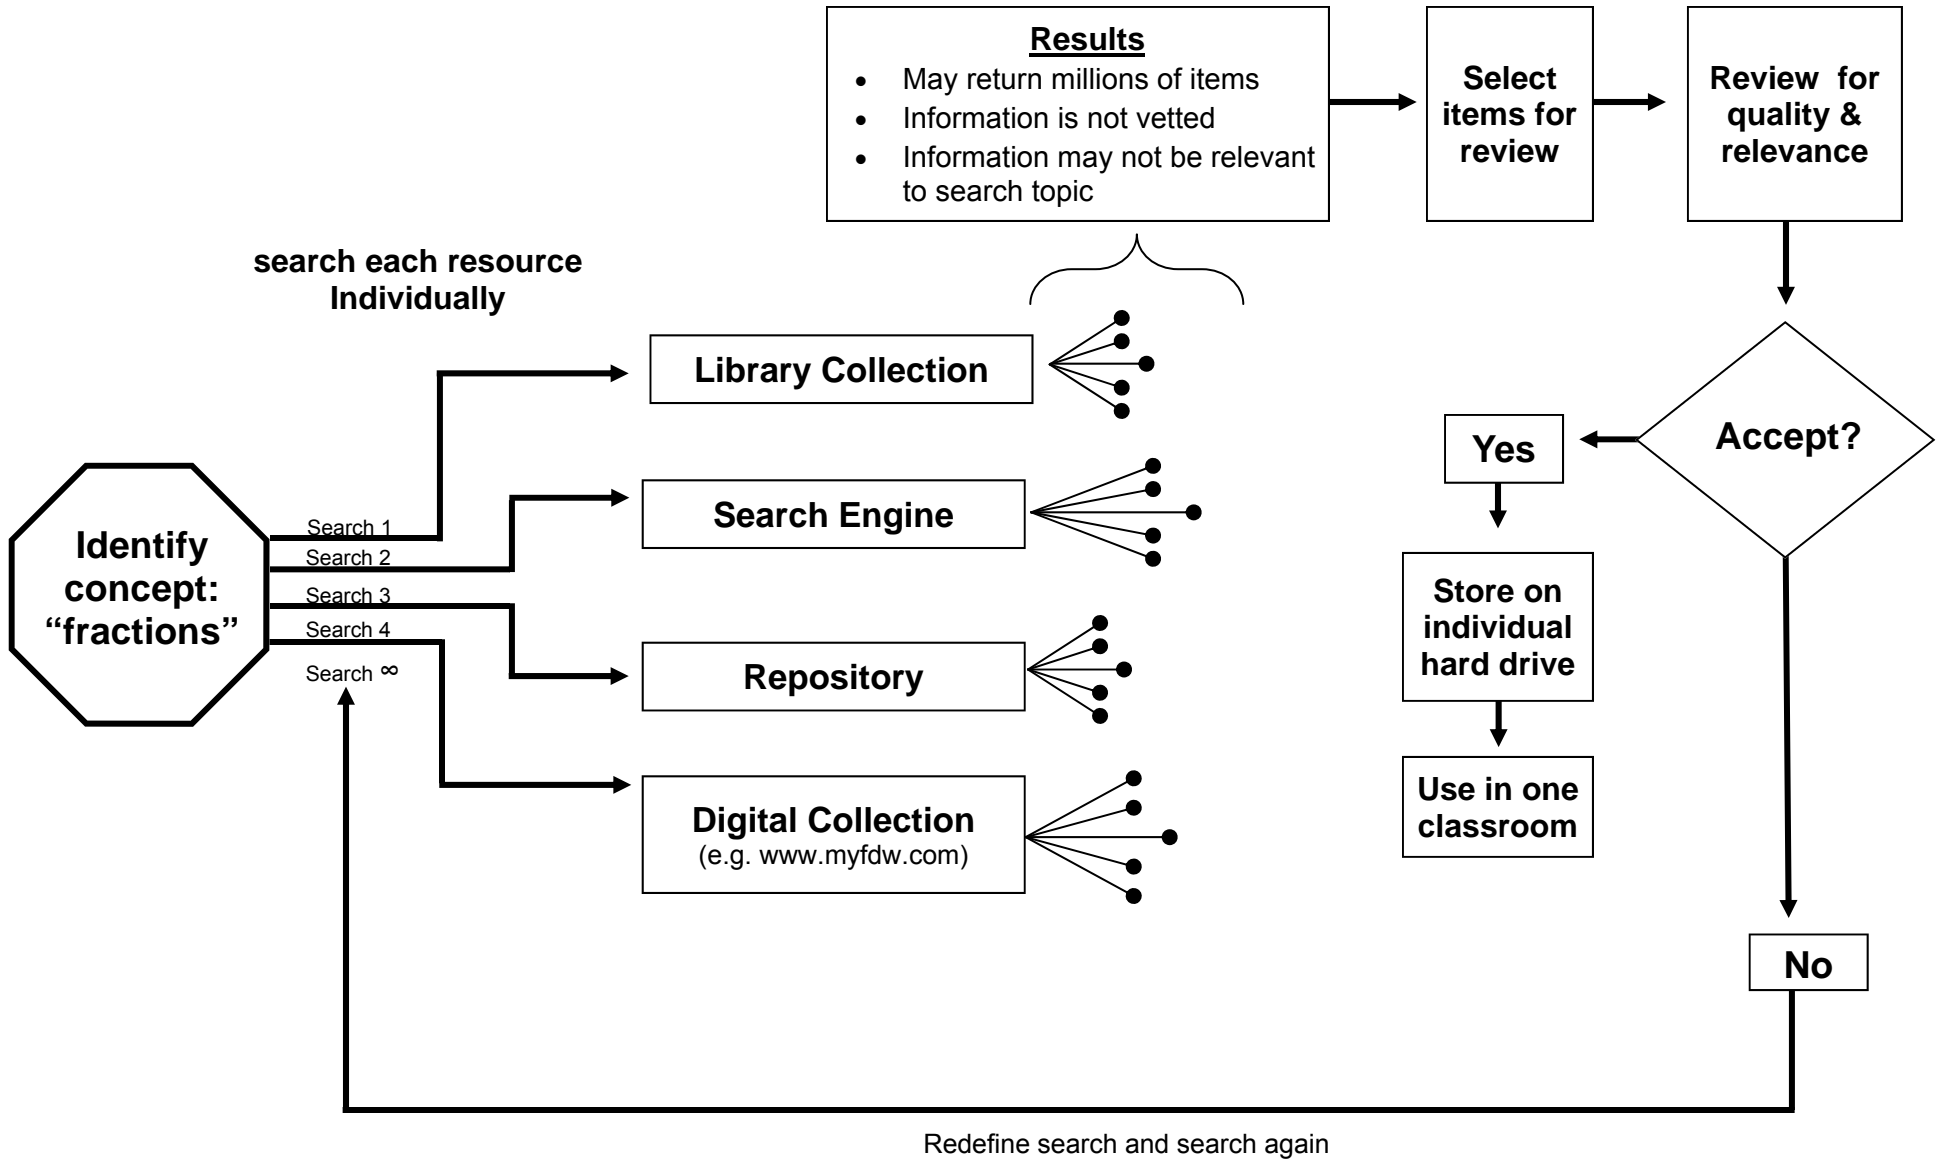 Results
• May return millions of items
• Information is not vetted
• Information may not be relevant
to search topic
Select
items for
review
Review for
quality &
relevance
search each resource
Individually
Library Collection
Search Engine
Repository
Digital Collection
(e.g. www.myfdw.com)
Identify
concept:
“fractions”
Search 1
Search 2
Search 3
Search 4
Search ∞
Accept?
Yes
Store on
individual
hard drive
Use in one
classroom
No
Redefine search and search again